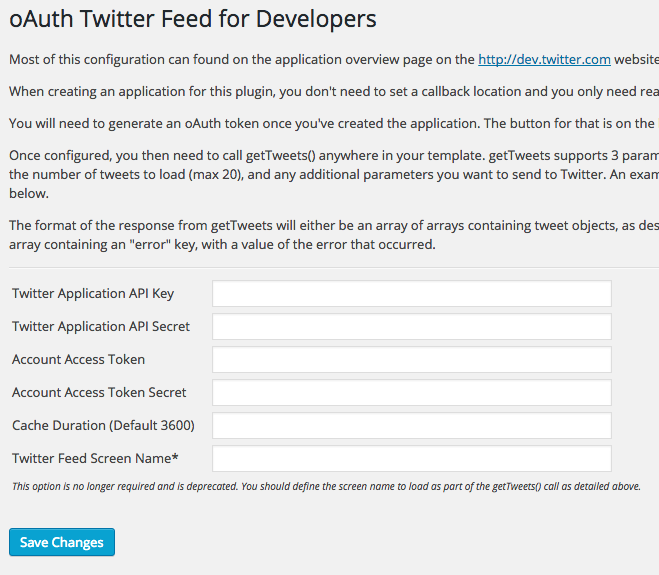 oAuth Twitter Feed for Developers
Most of this configuration can found on the application overview page on the http://dev.twitter.com website
When creating an application for this plugin, you don't need to set a callback location and you only need rea
You will need to generate an oAuth token once you've created the application. The button for that is on the
Once configured, you then need to call getTweets() anywhere in your template. getTweets supports 3 param
the number of tweets to load (max 20), and any additional parameters you want to send to Twitter. An exam
below.
The format of the response from getTweets will either be an array of arrays containing tweet objects, as des
array containing an "error" key, with a value of the error that occurred.
Twitter Application API Key
Twitter Application API Secret
Account Access Token
Account Access Token Secret
Cache Duration (Default 3600)
Twitter Feed Screen Name*
This option is no longer required and is deprecated. You should define the screen name to load as part of the getTweets() call as detailed above.
Save Changes